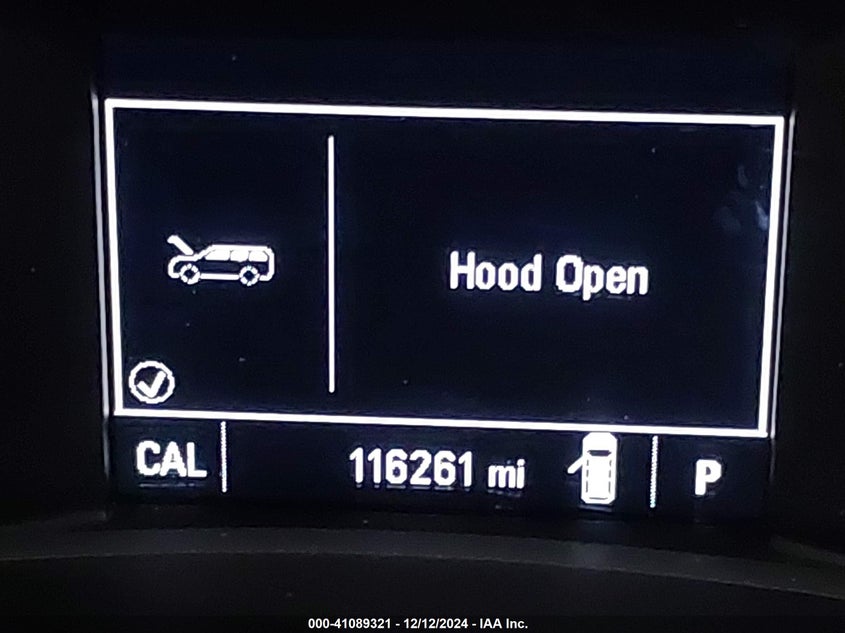 Hood Open
CAL 116261 mi P
000-41089321 - 12/12/2024 - IAA Inc.